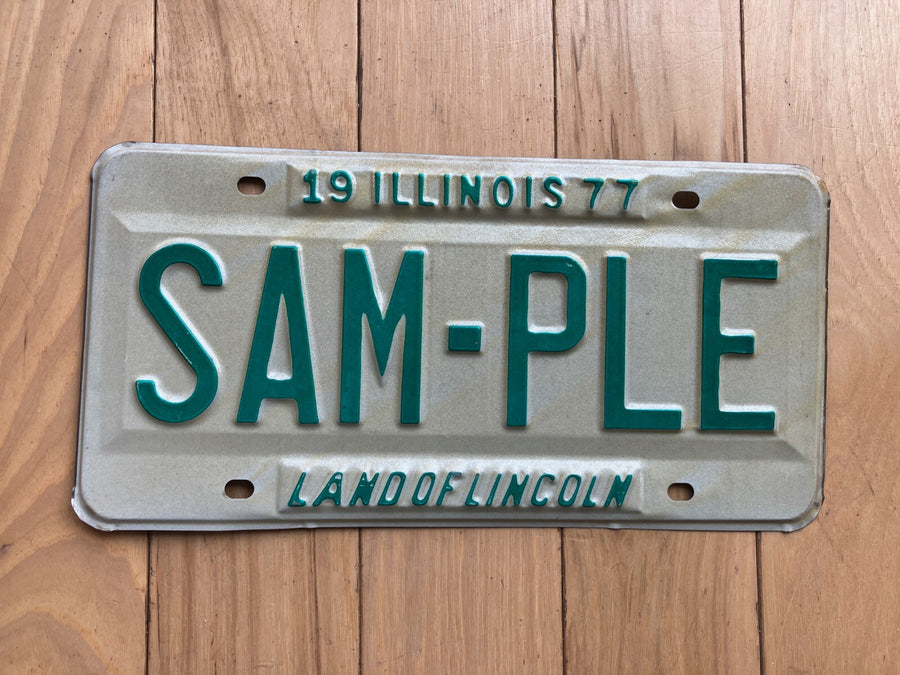 19 ILLINOIS 77
SAM-PLE
LAND OF LINCOLN